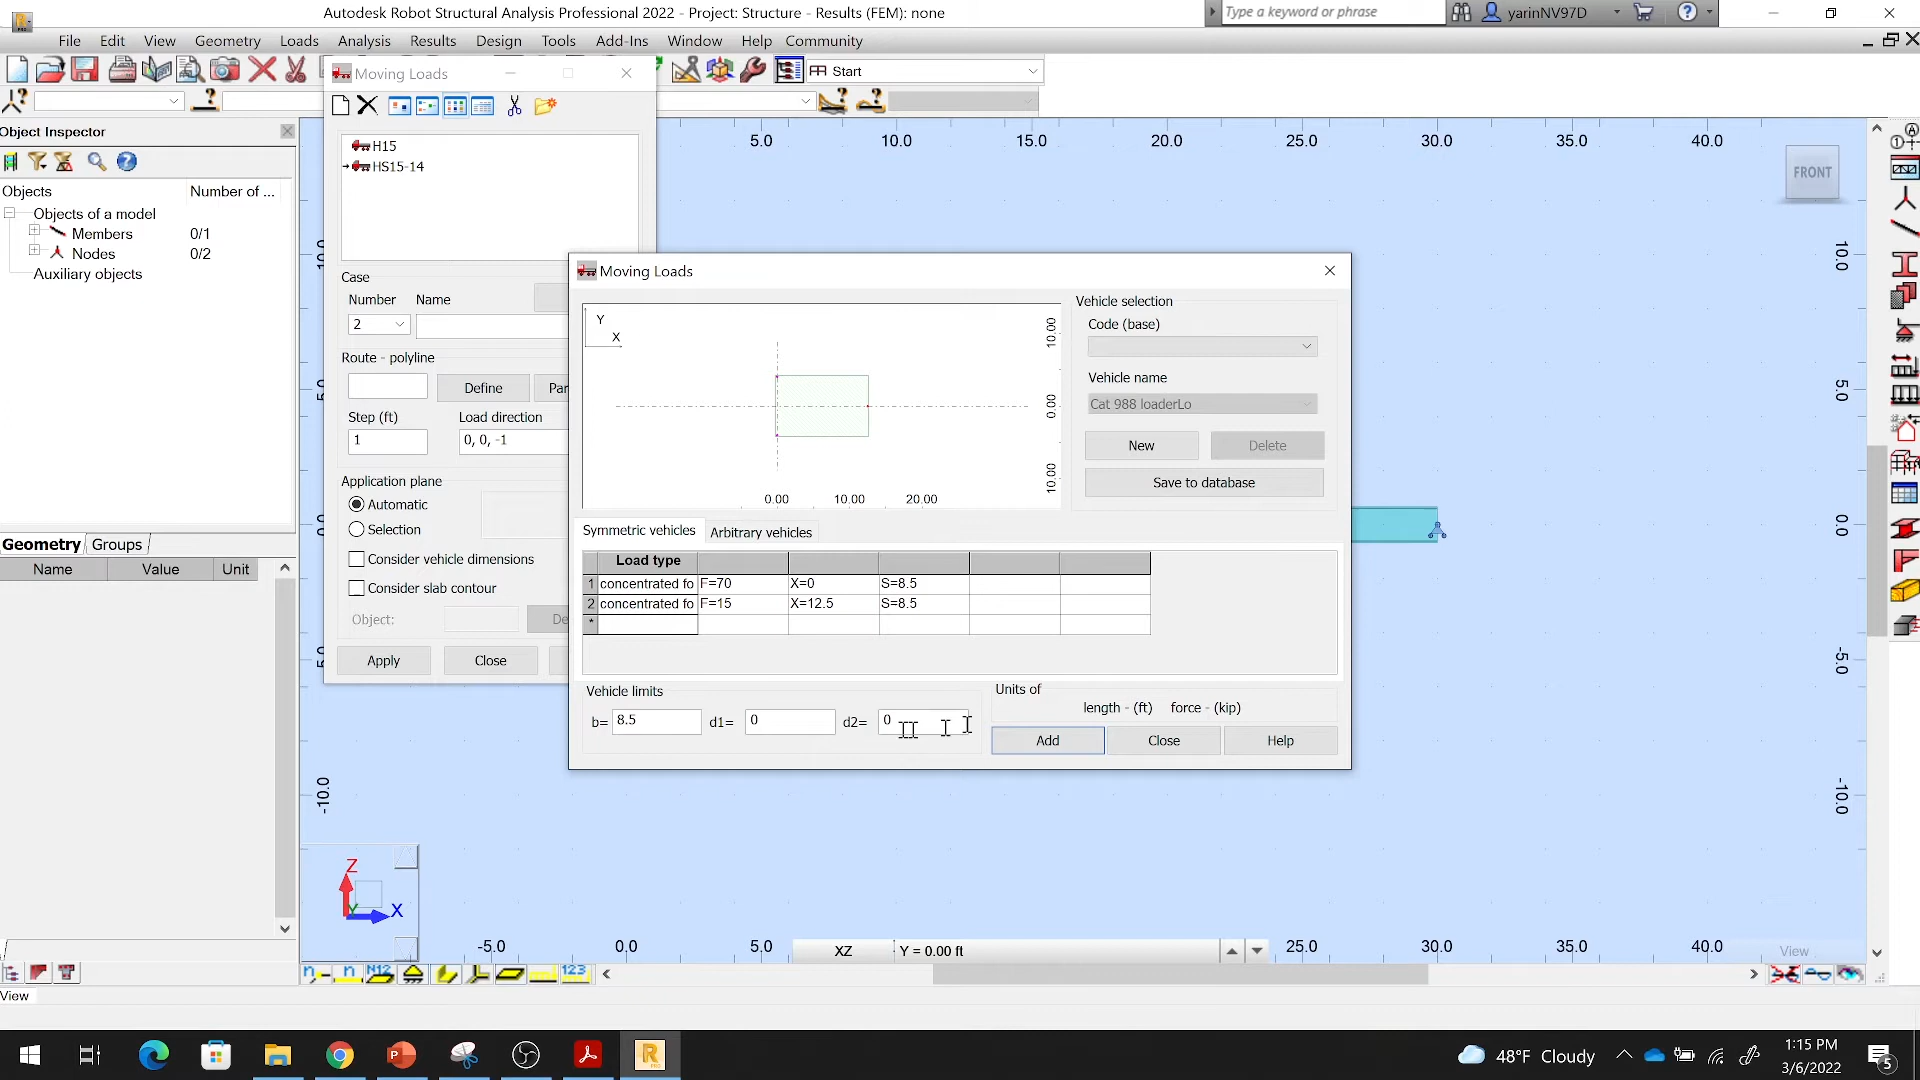 Autodesk Robot Structural Analysis Professional 2022 - Project: Structure - Results (FEM): none
Type a keyword or phrase
yarinNV97D
File Edit View Geometry Loads Analysis Results Design Tools Add-Ins Window Help Community
Moving Loads
Start
Object Inspector
Objects Number of ...
Objects of a model
Members 0/1
Nodes 0/2
Auxiliary objects
Geometry Groups
Name Value Unit
H15
HS15-14
Case
Number Name
2
Route - polyline
Define
Step (ft) Load direction
1 0, 0, -1
Application plane
Automatic
Selection
Consider vehicle dimensions
Consider slab contour
Object:
Apply Close
5.0 10.0 15.0 20.0 25.0 30.0 35.0 40.0
FRONT
Moving Loads
Y
X
10.00
0.00
10.00
0.00 10.00 20.00
Vehicle selection
Code (base)
Vehicle name
Cat 988 loaderLo
New Delete
Save to database
Symmetric vehicles Arbitrary vehicles
Load type
1 concentrated fo F=70 X=0 S=8.5
2 concentrated fo F=15 X=12.5 S=8.5
*
Vehicle limits
b= 8.5 d1= 0 d2= 0
Units of
length - (ft) force - (kip)
Add Close Help
10.0
5.0
0.0
-5.0
-10.0
Z
Y
X
-5.0 0.0 5.0 25.0 30.0 35.0 40.0
XZ Y = 0.00 ft
View
View
48°F Cloudy
1:15 PM
3/6/2022
5